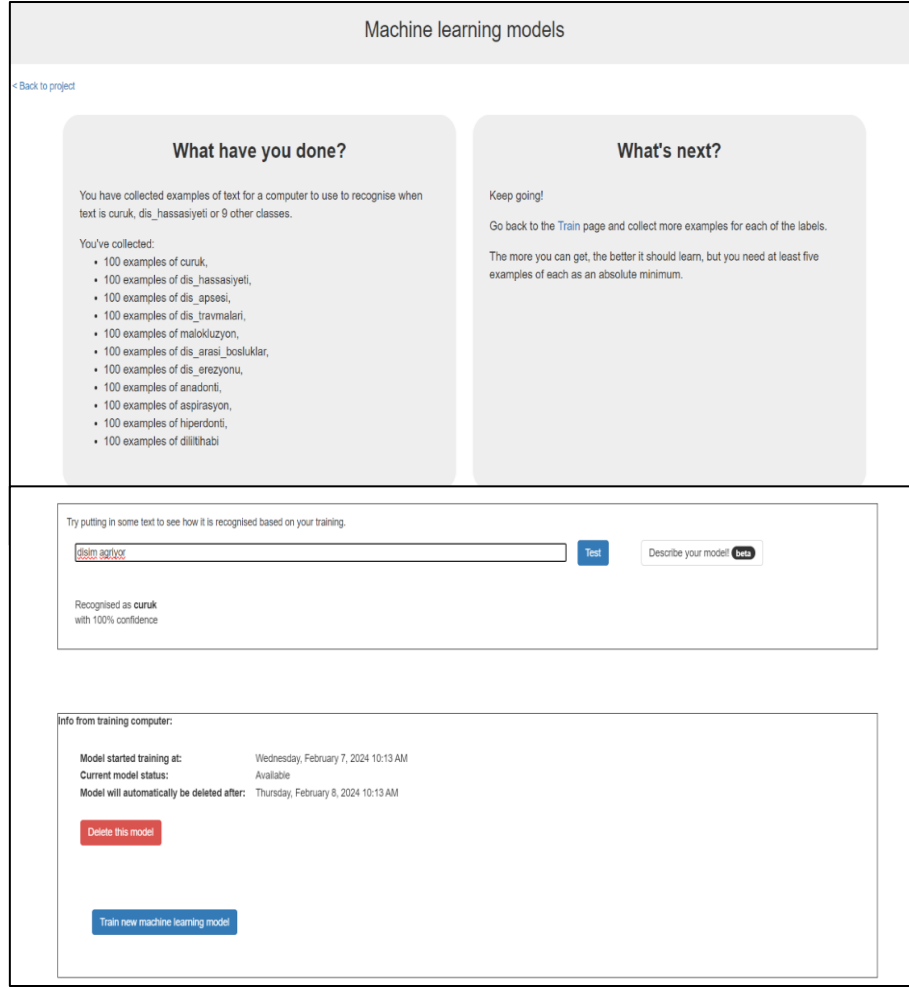 Machine learning models
< Back to project
What have you done?
You have collected examples of text for a computer to use to recognise when
text is curuk, dis_hassasiyeti or 9 other classes.
You've collected:
• 100 examples of curuk,
• 100 examples of dis_hassasiyeti,
• 100 examples of dis_apsesi,
• 100 examples of dis_travmalari,
• 100 examples of malokluzyon,
• 100 examples of dis_arasi_bosluklar,
• 100 examples of dis_erezyonu,
• 100 examples of anadonti,
• 100 examples of aspirasyon,
• 100 examples of hiperdonti,
• 100 examples of dililtihabi
What's next?
Keep going!
Go back to the Train page and collect more examples for each of the labels.
The more you can get, the better it should learn, but you need at least five
examples of each as an absolute minimum.
Try putting in some text to see how it is recognised based on your training.
disim agriyor Test Describe your model! beta
Recognised as curuk
with 100% confidence
Info from training computer:
Model started training at: Wednesday, February 7, 2024 10:13 AM
Current model status: Available
Model will automatically be deleted after: Thursday, February 8, 2024 10:13 AM
Delete this model
Train new machine learning model